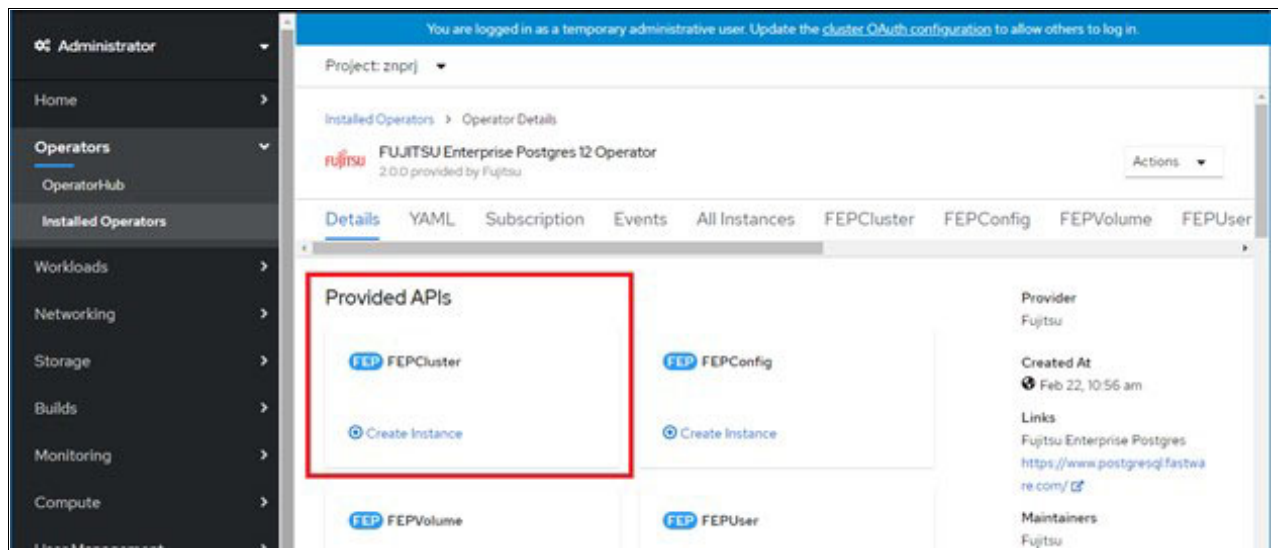 You are logged in as a temporary administrative user. Update the cluster OAuth configuration to allow others to log in.
Administrator
Home
Operators
OperatorHub
Installed Operators
Workloads
Networking
Storage
Builds
Monitoring
Compute
User Management
Project: znprj
Installed Operators > Operator Details
FUJITSU
FUJITSU Enterprise Postgres 12 Operator
2.0.0 provided by Fujitsu
Actions
Details YAML Subscription Events All Instances FEPCluster FEPConfig FEPVolume FEPUser
Provided APIs
FEP FEPCluster
Create Instance
FEP FEPConfig
Create Instance
FEP FEPVolume
FEP FEPUser
Provider
Fujitsu
Created At
Feb 22, 10:56 am
Links
Fujitsu Enterprise Postgres
https://www.postgresql.fastwa
re.com/
Maintainers
Fujitsu